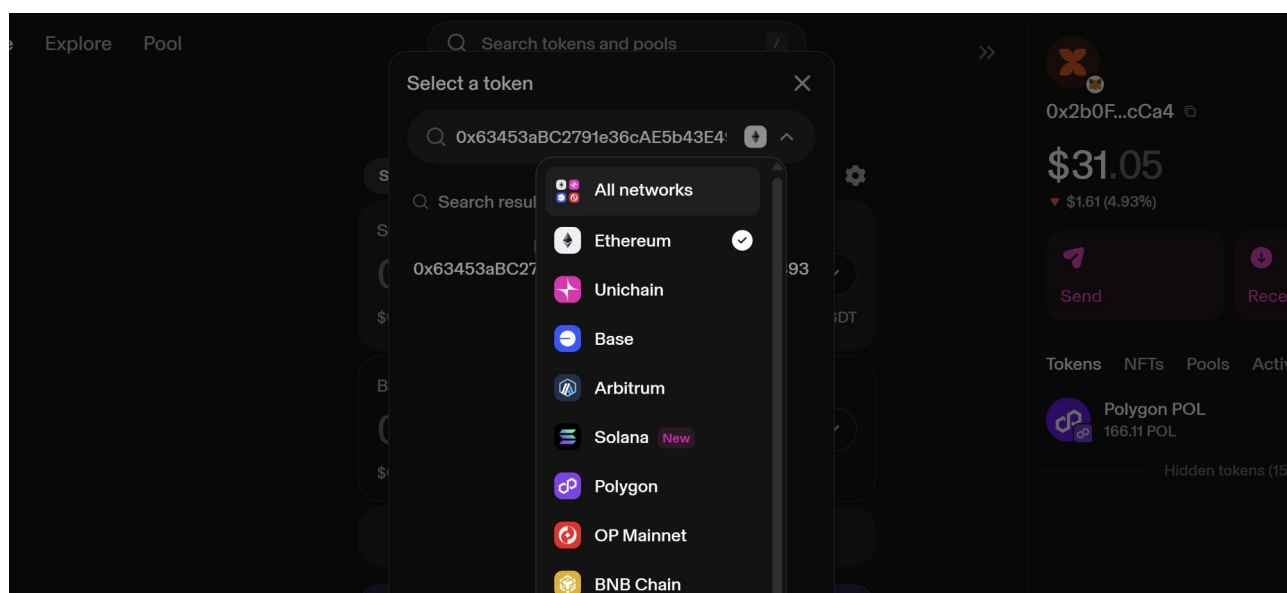 Explore Pool
Search tokens and pools /
Select a token
0x63453aBC2791e36cAE5b43E4
Search resul
0x63453aBC27
93
All networks
Ethereum
Unichain
Base
Arbitrum
Solana New
Polygon
OP Mainnet
BNB Chain
SDT
0x2b0F...cCa4
$31.05
$1.61 (4.93%)
Send
Rece
Tokens NFTs Pools Activ
Polygon POL
166.11 POL
Hidden tokens (15